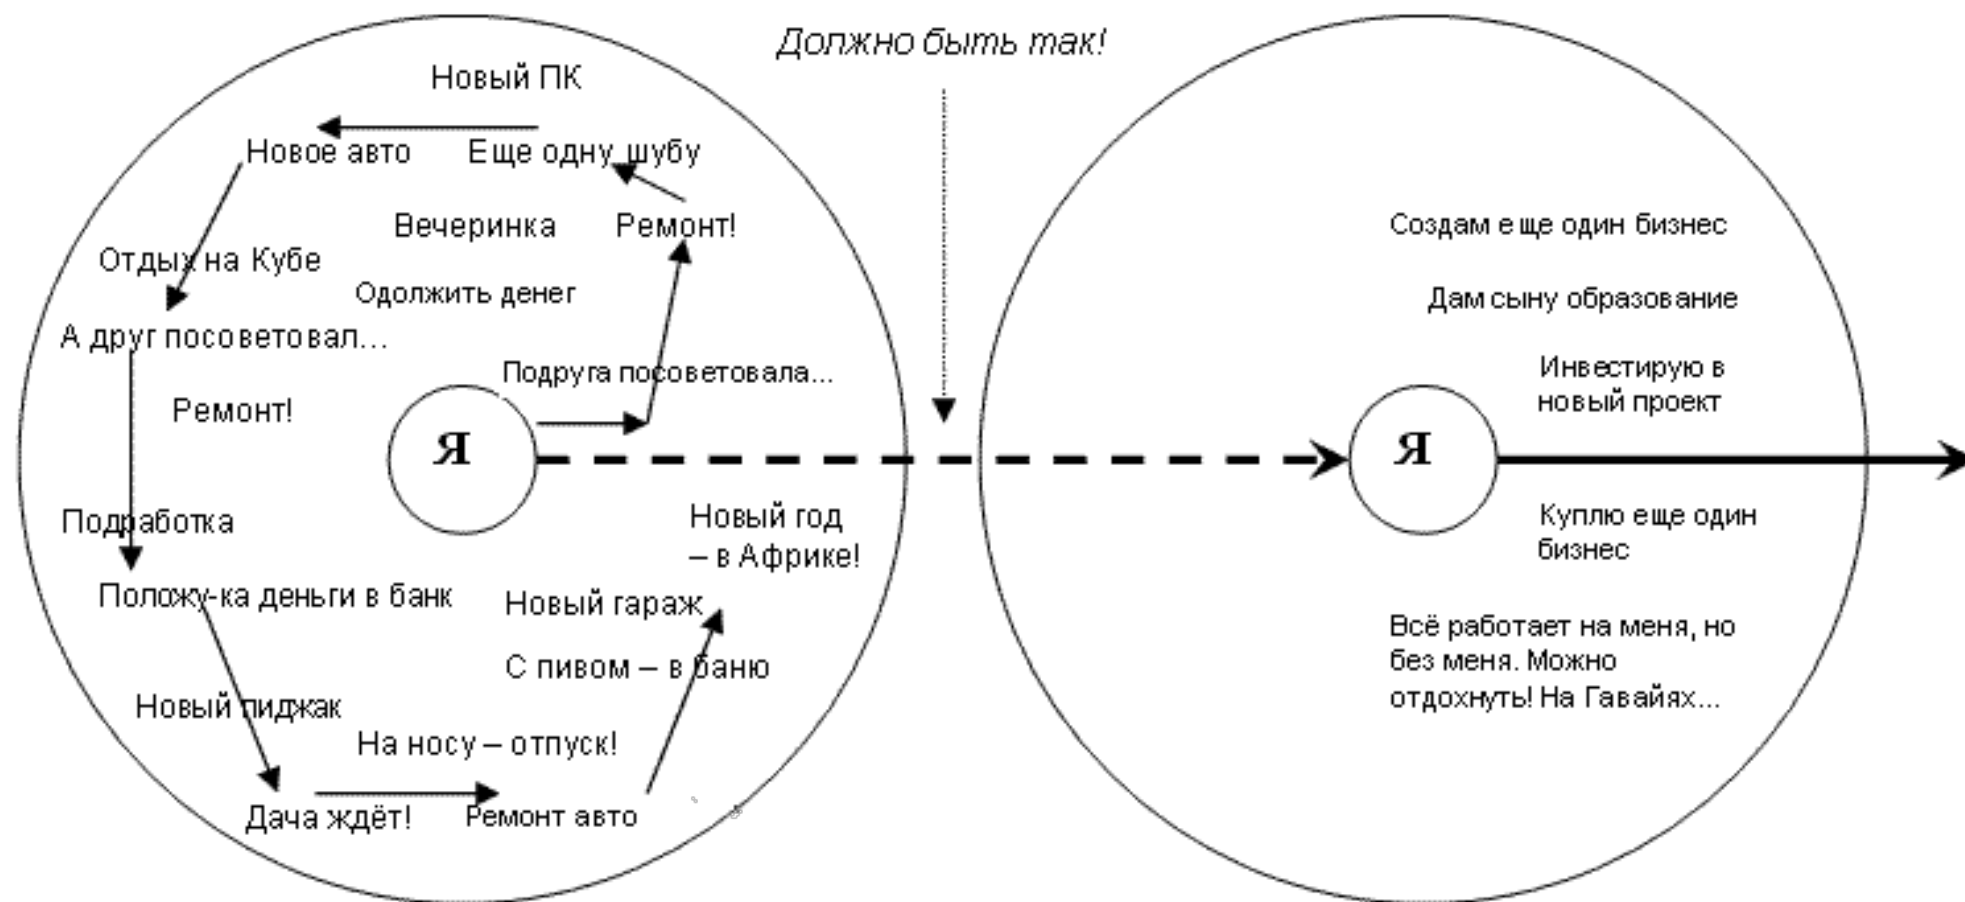 Должно быть так!
Новый ПК
Новое авто
Еще одну шубу
Вечеринка
Ремонт!
Отдых на Кубе
Одолжить денег
А друг посоветовал...
Подруга посоветовала...
Ремонт!
Я
Подработка
Новый год
– в Африке!
Положу-ка деньги в банк
Новый гараж
С пивом – в баню
Новый пиджак
На носу – отпуск!
Дача ждёт!
Ремонт авто
Создам еще один бизнес
Дам сыну образование
Инвестирую в
новый проект
Я
Куплю еще один
бизнес
Всё работает на меня, но
без меня. Можно
отдохнуть! На Гавайях...